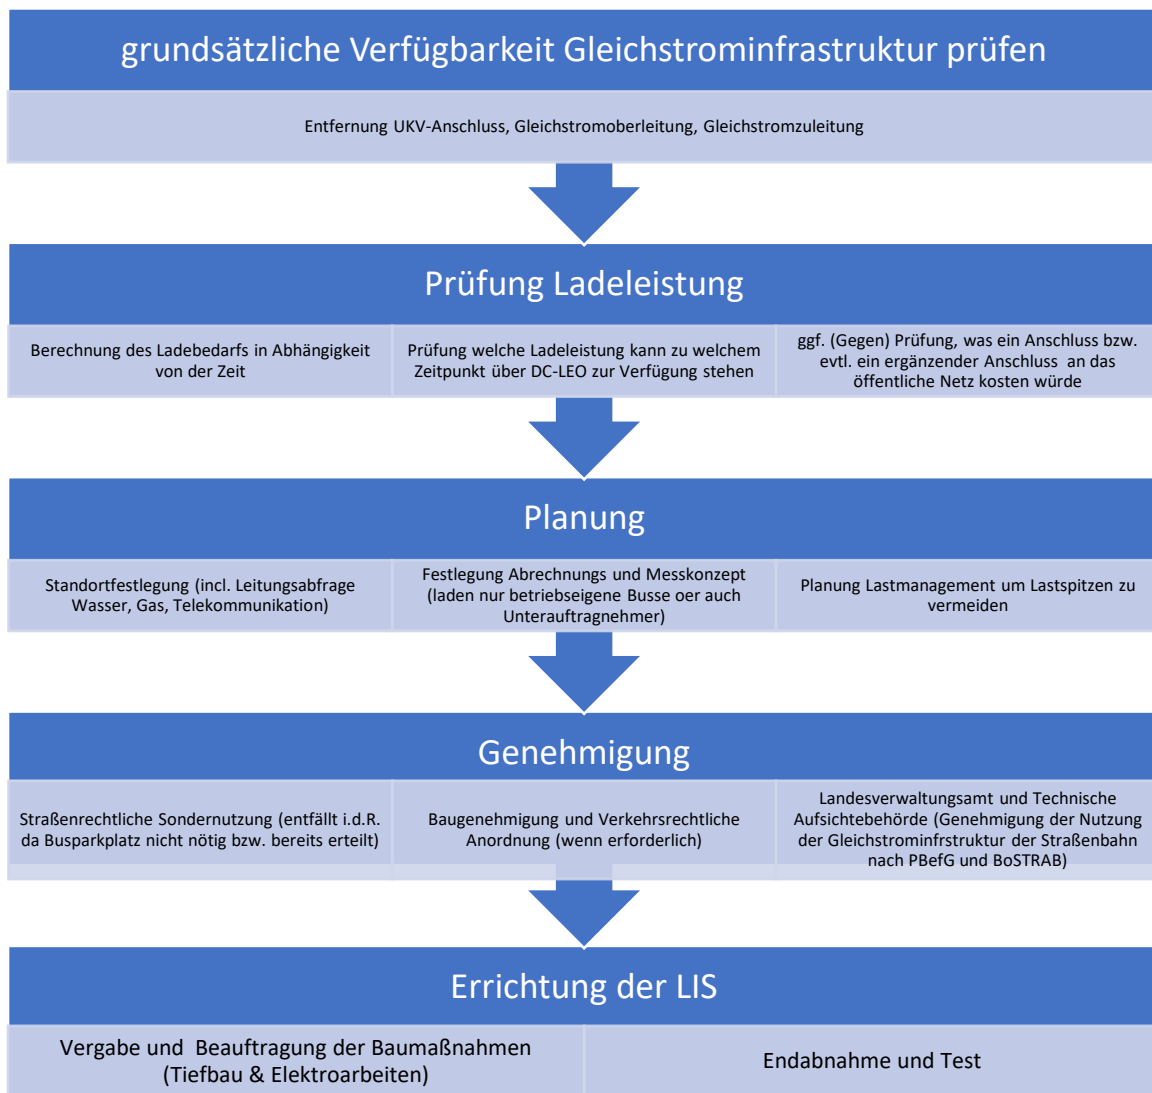 grundsätzliche Verfügbarkeit Gleichstrominfrastruktur prüfen
Entfernung UKV-Anschluss, Gleichstromoberleitung, Gleichstromzuleitung
Prüfung Ladeleistung
Berechnung des Ladebedarfs in Abhängigkeit
von der Zeit
Prüfung welche Ladeleistung kann zu welchem
Zeitpunkt über DC-LEO zur Verfügung stehen
ggf. (Gegen) Prüfung, was ein Anschluss bzw.
evtl. ein ergänzender Anschluss an das
öffentliche Netz kosten würde
Planung
Standortfestlegung (incl. Leitungsabfrage
Wasser, Gas, Telekommunikation)
Festlegung Abrechnungs und Messkonzept
(laden nur betriebseigene Busse oer auch
Unterauftragnehmer)
Planung Lastmanagement um Lastspitzen zu
vermeiden
Genehmigung
Straßenrechtliche Sondernutzung (entfällt i.d.R.
da Busparkplatz nicht nötig bzw. bereits erteilt)
Baugenehmigung und Verkehrsrechtliche
Anordnung (wenn erforderlich)
Landesverwaltungsamt und Technische
Aufsichtebehörde (Genehmigung der Nutzung
der Gleichstrominfrstruktur der Straßenbahn
nach PBefG und BoSTRAB)
Errichtung der LIS
Vergabe und Beauftragung der Baumaßnahmen
(Tiefbau & Elektroarbeiten)
Endabnahme und Test